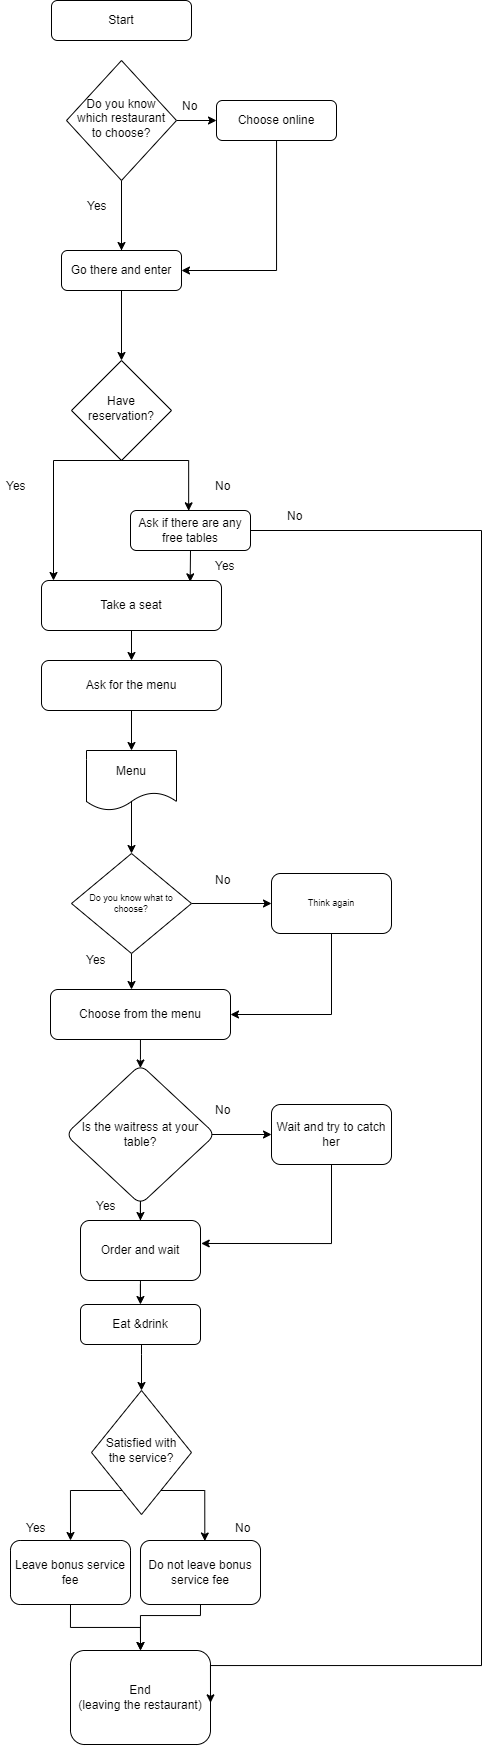 Start
Do you know
which restaurant
to choose?
No
Choose online
Yes
Go there and enter
Have
reservation?
Yes
No
Ask if there are any
free tables
No
Yes
Take a seat
Ask for the menu
Menu
Do you know what to
choose?
No
Think again
Yes
Choose from the menu
Is the waitress at your
table?
No
Wait and try to catch
her
Yes
Order and wait
Eat &drink
Satisfied with
the service?
Yes
No
Leave bonus service
fee
Do not leave bonus
service fee
End
(leaving the restaurant)